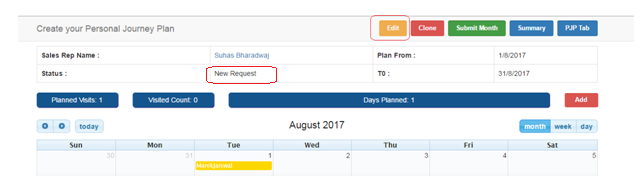 Create your Personal Journey Plan Edit Clone Submit Month Summary PJP Tab
Sales Rep Name : Suhas Bharadwaj Plan From : 1/8/2017
Status : New Request T0 : 31/8/2017
Planned Visits: 1 Visited Count: 0 Days Planned: 1 Add
today August 2017 month week day
Sun Mon Tue Wed Thu Fri Sat
30 31 1 2 3 4 5